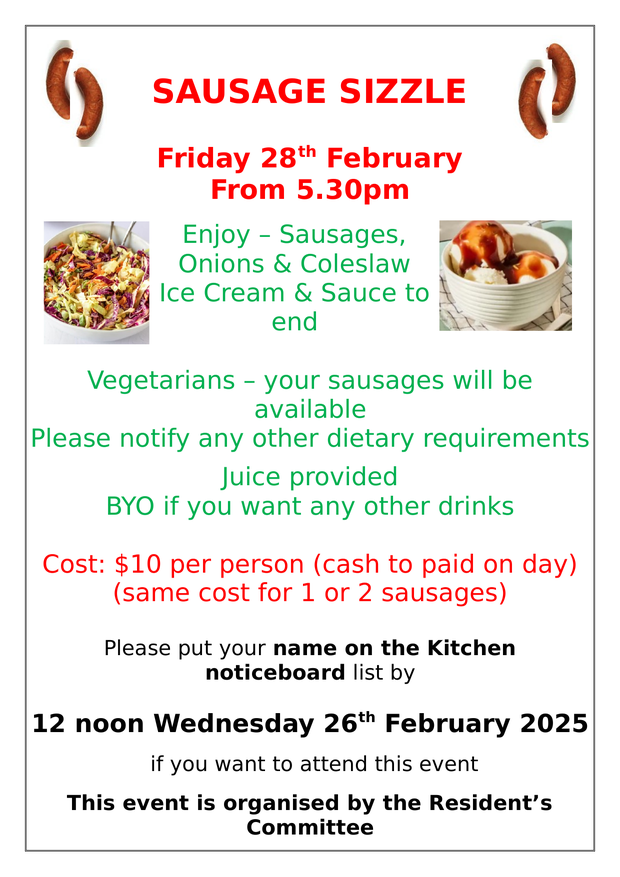 SAUSAGE SIZZLE
Friday 28th February
From 5.30pm
Enjoy – Sausages,
Onions & Coleslaw
Ice Cream & Sauce to
end
Vegetarians – your sausages will be
available
Please notify any other dietary requirements
Juice provided
BYO if you want any other drinks
Cost: $10 per person (cash to paid on day)
(same cost for 1 or 2 sausages)
Please put your name on the Kitchen
noticeboard list by
12 noon Wednesday 26th February 2025
if you want to attend this event
This event is organised by the Resident’s
Committee